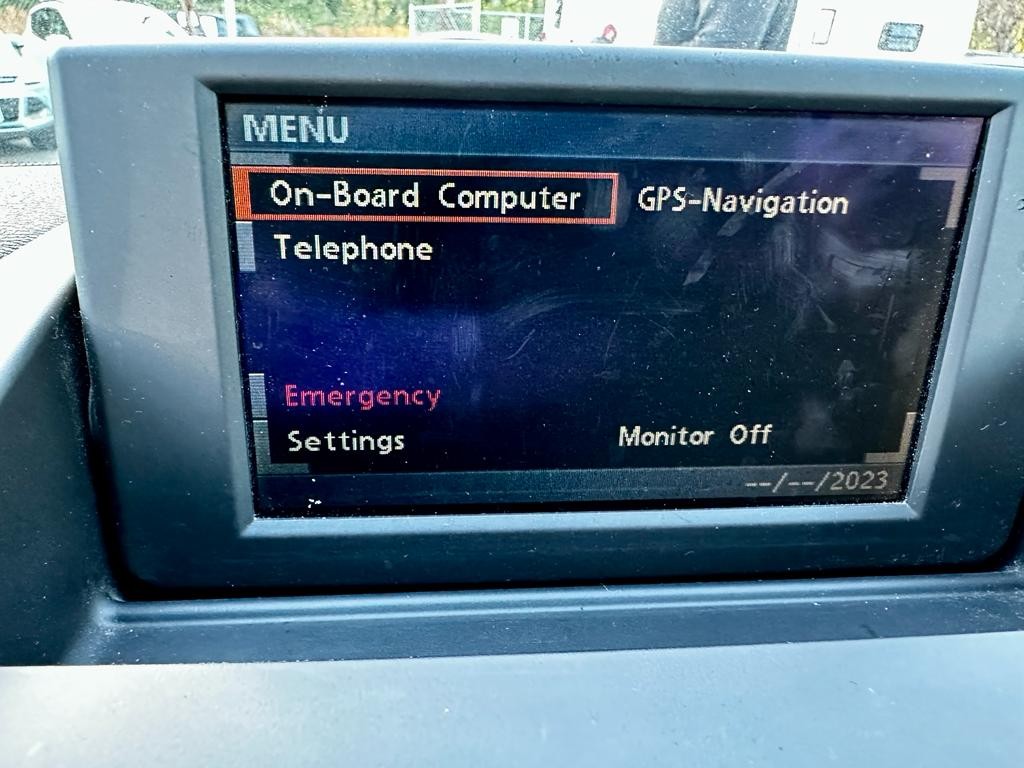 MENU
On-Board Computer
GPS-Navigation
Telephone
Emergency
Settings
Monitor Off
--/--/2023